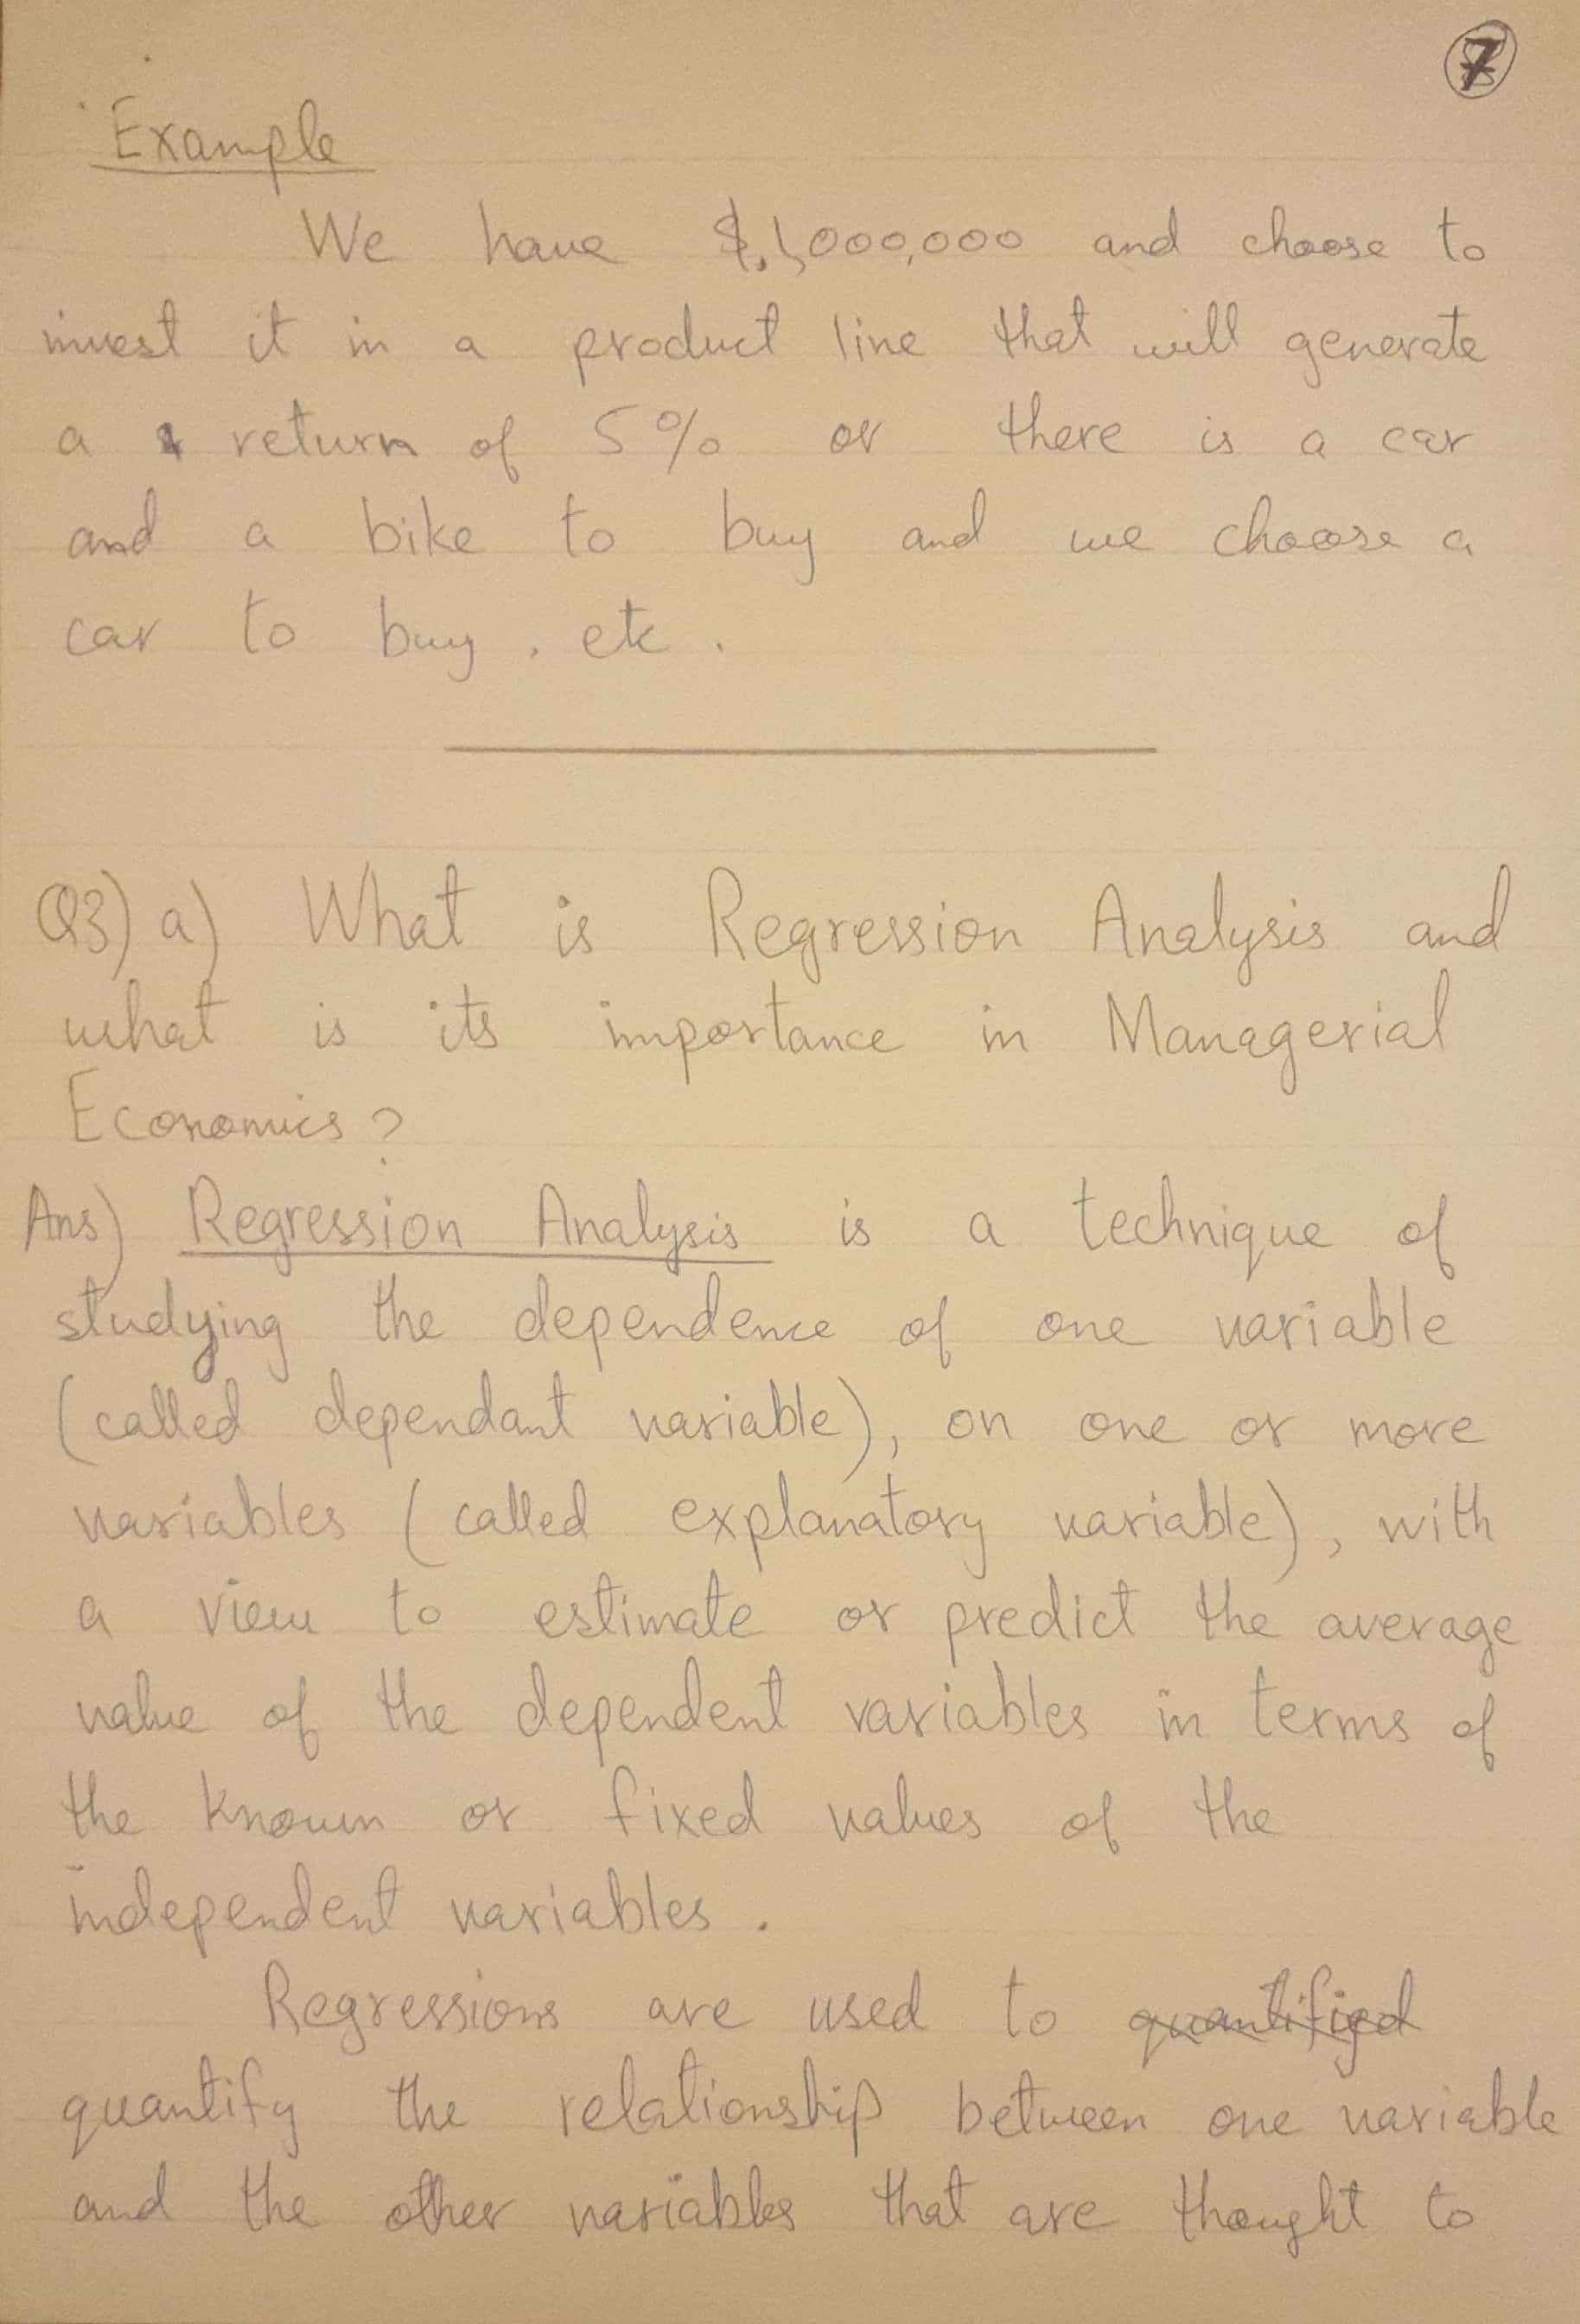 7
Example
We have $.1,000,000 and choose to
invest it in a product line that will generate
a return of 5% or there is a car
and a bike to buy and we choose a
car to buy. etc.
Q3) a) What is Regression Analysis and
what is its importance in Managerial
Economics?
Ans) Regression Analysis is a technique of
studying the dependence of one variable
(called dependant variable), on one or more
variables (called explanatory variable), with
a view to estimate or predict the average
value of the dependent variables in terms of
the known or fixed values of the
independent variables.
Regressions are used to quantified
quantify the relationship between one variable
and the other variables that are thought to